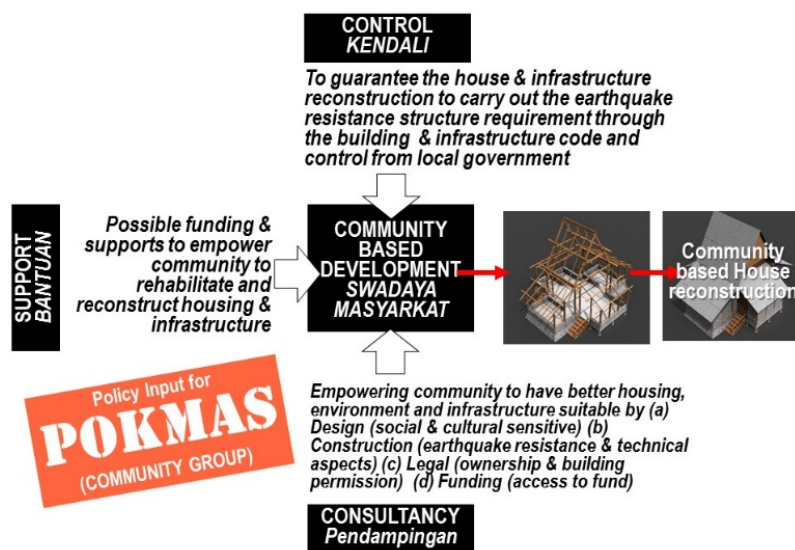 CONTROL
KENDALI
To guarantee the house & infrastructure
reconstruction to carry out the earthquake
resistance structure requirement through
the building & infrastructure code and
control from local government
SUPPORT
BANTUAN
Possible funding &
supports to empower
community to
rehabilitate and
reconstruct housing &
infrastructure
COMMUNITY
BASED
DEVELOPMENT
SWADAYA
MASYARKAT
Community
based House
reconstruction
Policy Input for
POKMAS
(COMMUNITY GROUP)
Empowering community to have better housing,
environment and infrastructure suitable by (a)
Design (social & cultural sensitive) (b)
Construction (earthquake resistance & technical
aspects) (c) Legal (ownership & building
permission) (d) Funding (access to fund)
CONSULTANCY
Pendampingan